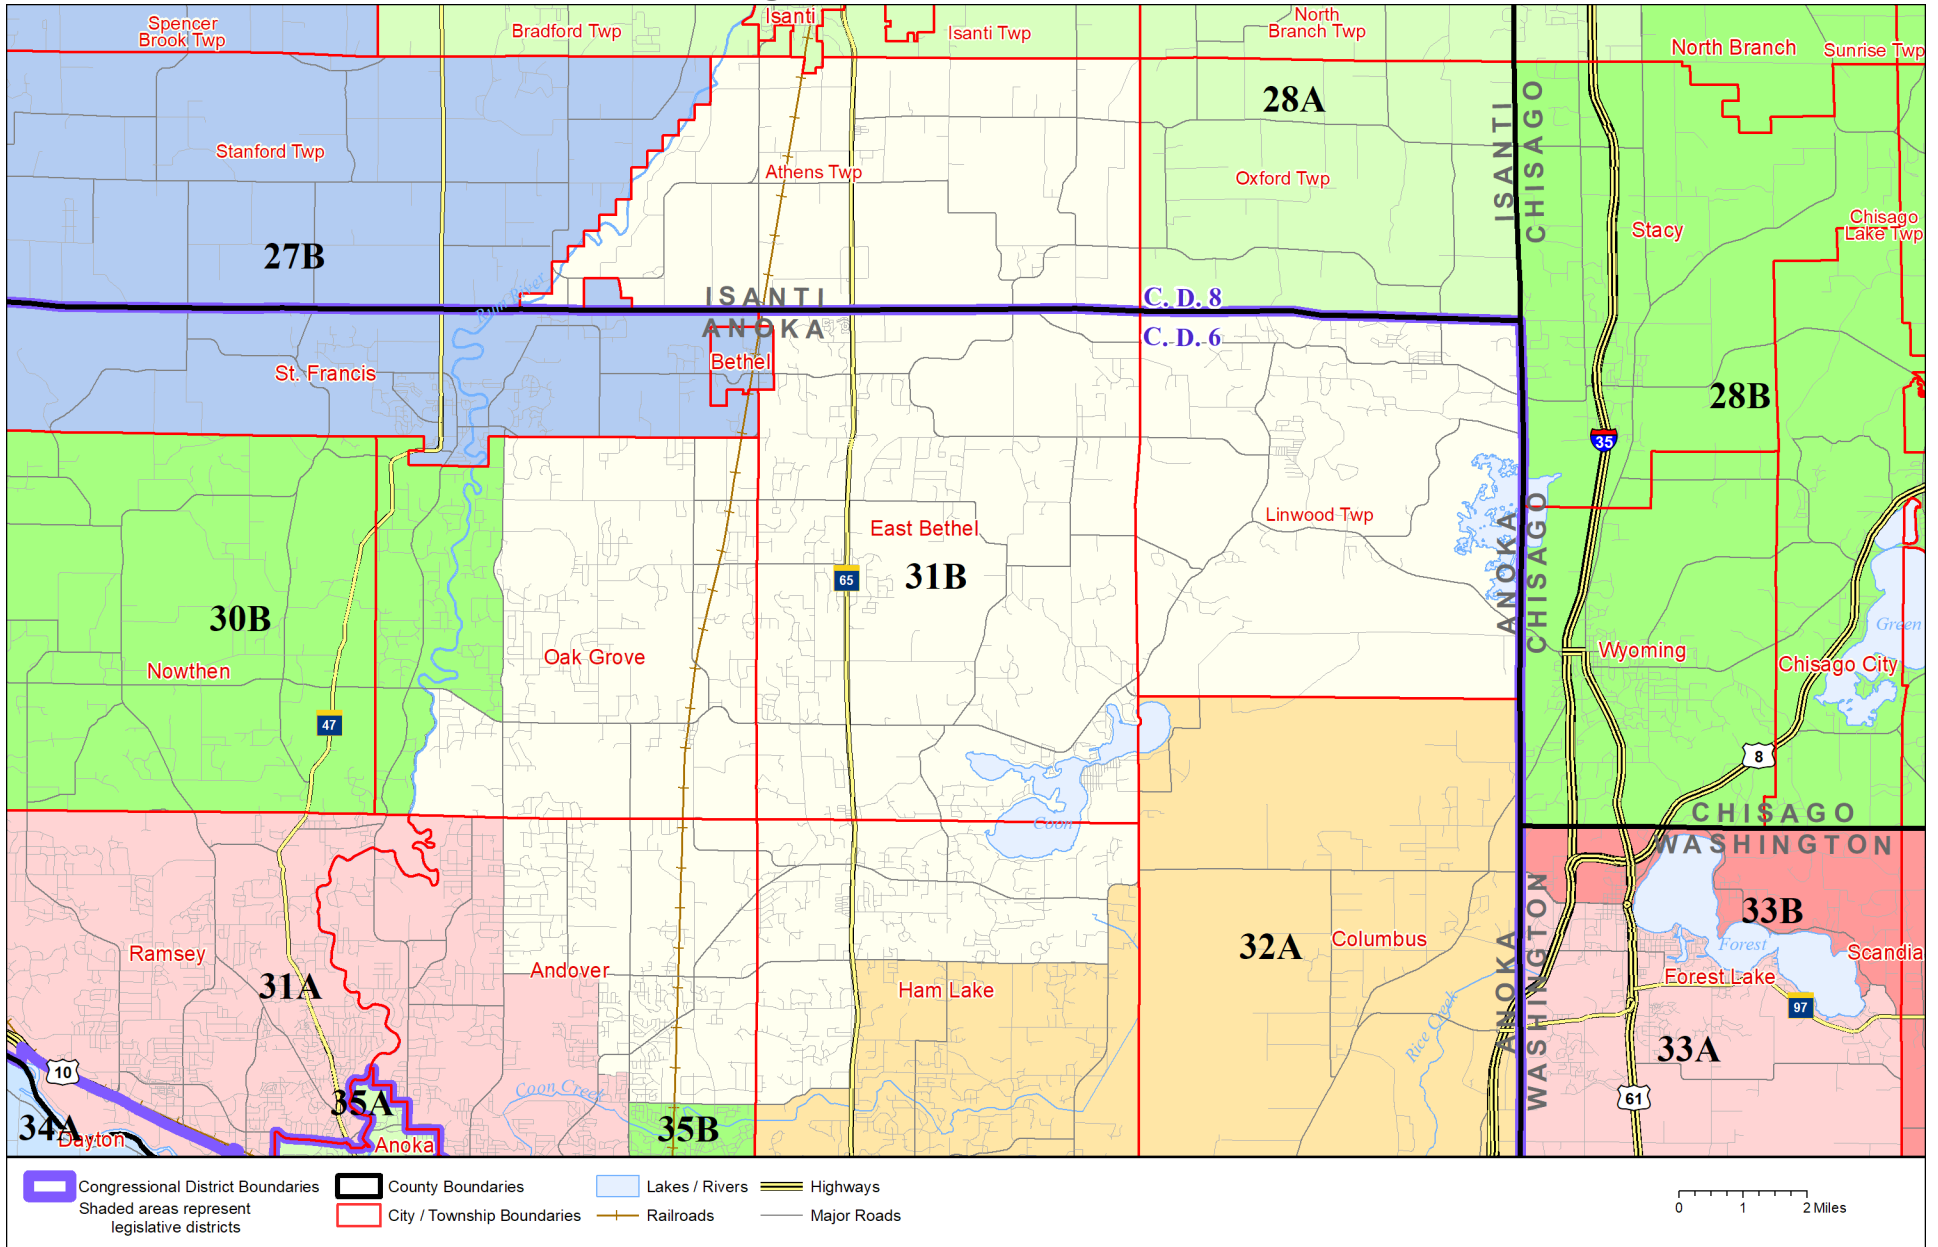 Spencer
Brook Twp
Bradford Twp
Isanti
Isanti Twp
North
Branch Twp
North Branch
Sunrise Twp
28A
Stanford Twp
Athens Twp
Oxford Twp
ISANTI
CHISAGO
Stacy
Chisago
Lake Twp
27B
Rum River
ISANTI
ANOKA
C. D. 8
C. D. 6
St. Francis
Bethel
28B
35
East Bethel
Linwood Twp
31B
65
ANOKA
CHISAGO
30B
Nowthen
Oak Grove
Wyoming
Green
Chisago City
47
8
Coon
CHISAGO
WASHINGTON
33B
Ramsey
31A
Andover
Ham Lake
32A
Columbus
Forest
Scandia
Forest Lake
97
ANOKA
WASHINGTON
Rice Creek
33A
10
Coon Creek
35A
61
34A
Dayton
Anoka
35B
Congressional District Boundaries
Shaded areas represent
legislative districts
County Boundaries
City / Township Boundaries
Lakes / Rivers
Railroads
Highways
Major Roads
0 1 2 Miles